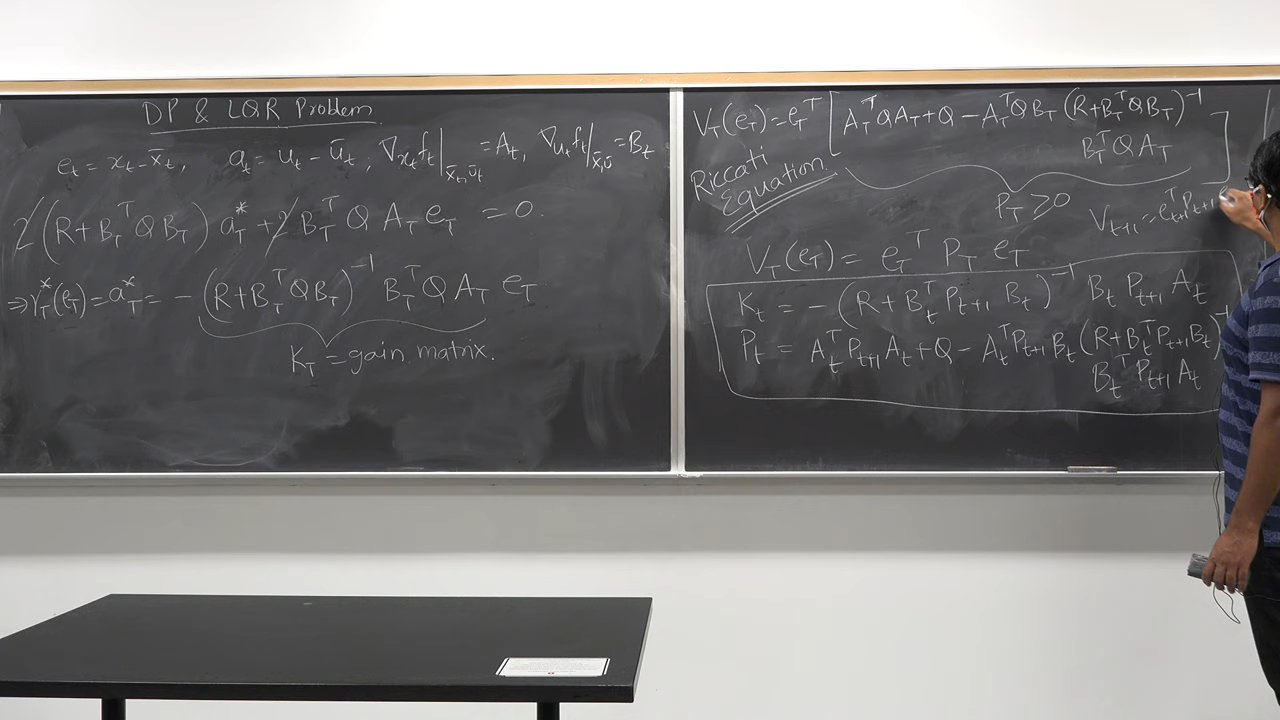 DP & LQR Problem.
e_t = x_t − x̄_t, a_t = u_t − ū_t; ∇_{x_t} f_t |_{x̄_t, ū_t} = A_t, ∇_{u_t} f_t |_{x̄, ū} = B_t
2(R+B_T^T Q B_T) a_T^* + 2 B_T^T Q A_T e_T = 0.
⇒ γ_T^*(e_T) = a_T^* = −(R+B_T^T Q B_T)^{-1} B_T^T Q A_T e_T
K_T = gain matrix.
V_T(e_T) = e_T^T [ A_T^T Q A_T + Q − A_T^T Q B_T (R+B_T^T Q B_T)^{-1}
B_T^T Q A_T ]
Riccati
Equation.
P_T ≥ 0
V_{t+1} = e_{t+1}^T P_{t+1} e
V_T(e_T) = e_T^T P_T e_T
K_t = −(R + B_t^T P_{t+1} B_t)^{-1} B_t P_{t+1} A_t
P_t = A_t^T P_{t+1} A_t + Q − A_t^T P_{t+1} B_t (R+B_t^T P_{t+1} B_t)^{-1}
B_t^T P_{t+1} A_t